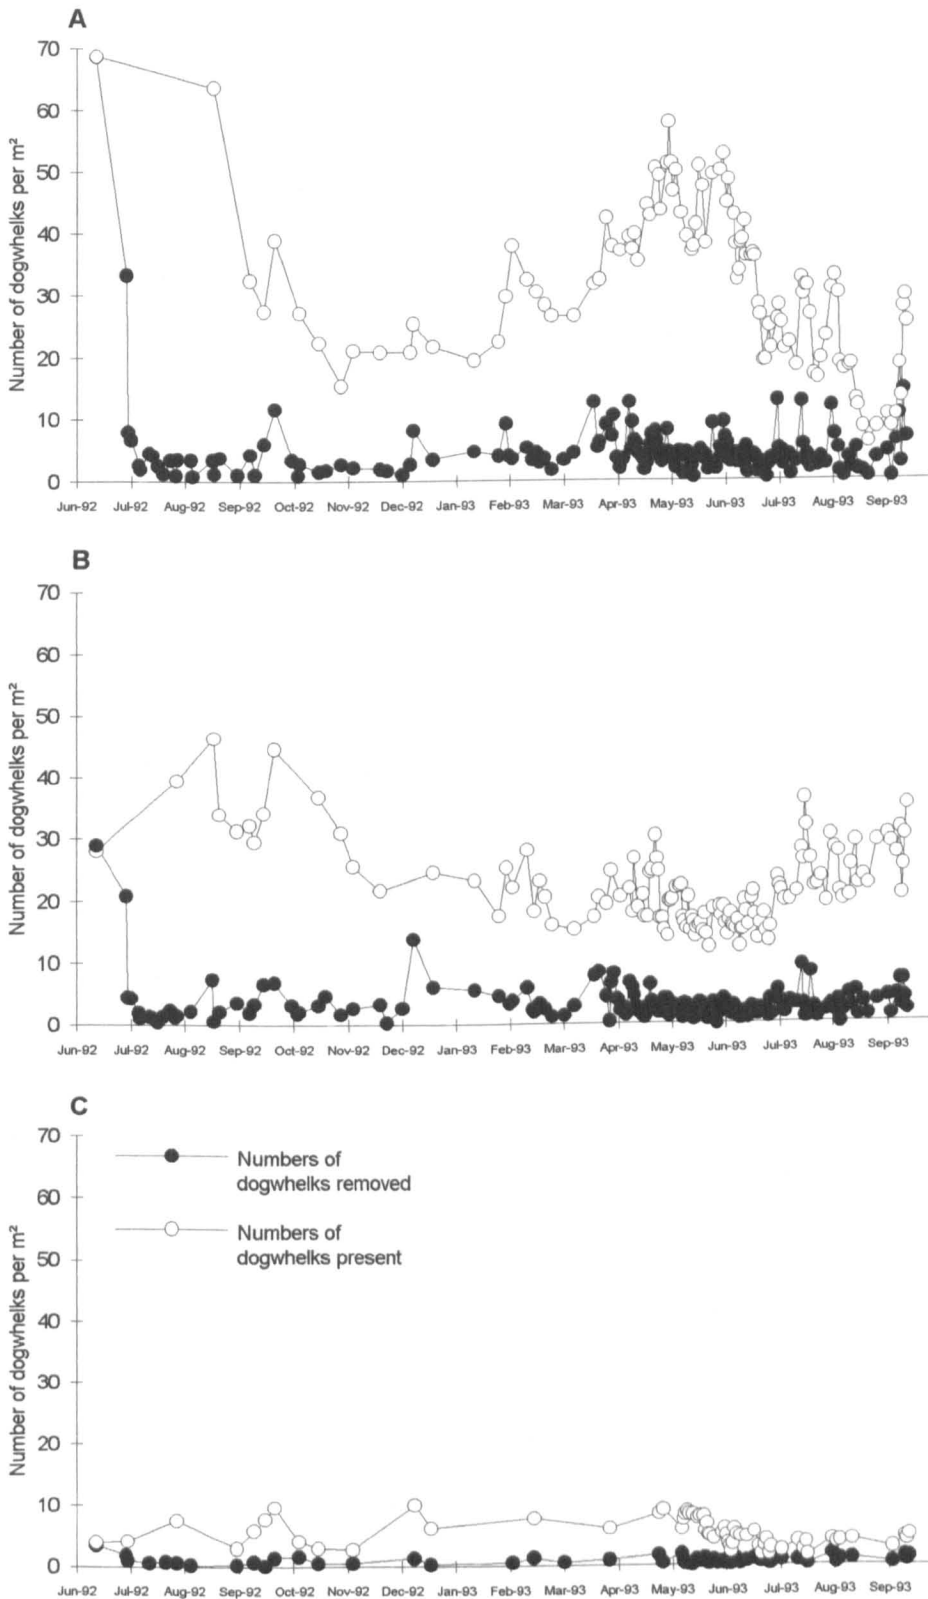 A
70
60
50
40
30
20
10
0
Number of dogwhelks per m²
Jun-92 Jul-92 Aug-92 Sep-92 Oct-92 Nov-92 Dec-92 Jan-93 Feb-93 Mar-93 Apr-93 May-93 Jun-93 Jul-93 Aug-93 Sep-93
B
70
60
50
40
30
20
10
0
Number of dogwhelks per m²
Jun-92 Jul-92 Aug-92 Sep-92 Oct-92 Nov-92 Dec-92 Jan-93 Feb-93 Mar-93 Apr-93 May-93 Jun-93 Jul-93 Aug-93 Sep-93
C
70
60
50
40
30
20
10
0
Number of dogwhelks per m²
Numbers of
dogwhelks removed
Numbers of
dogwhelks present
Jun-92 Jul-92 Aug-92 Sep-92 Oct-92 Nov-92 Dec-92 Jan-93 Feb-93 Mar-93 Apr-93 May-93 Jun-93 Jul-93 Aug-93 Sep-93